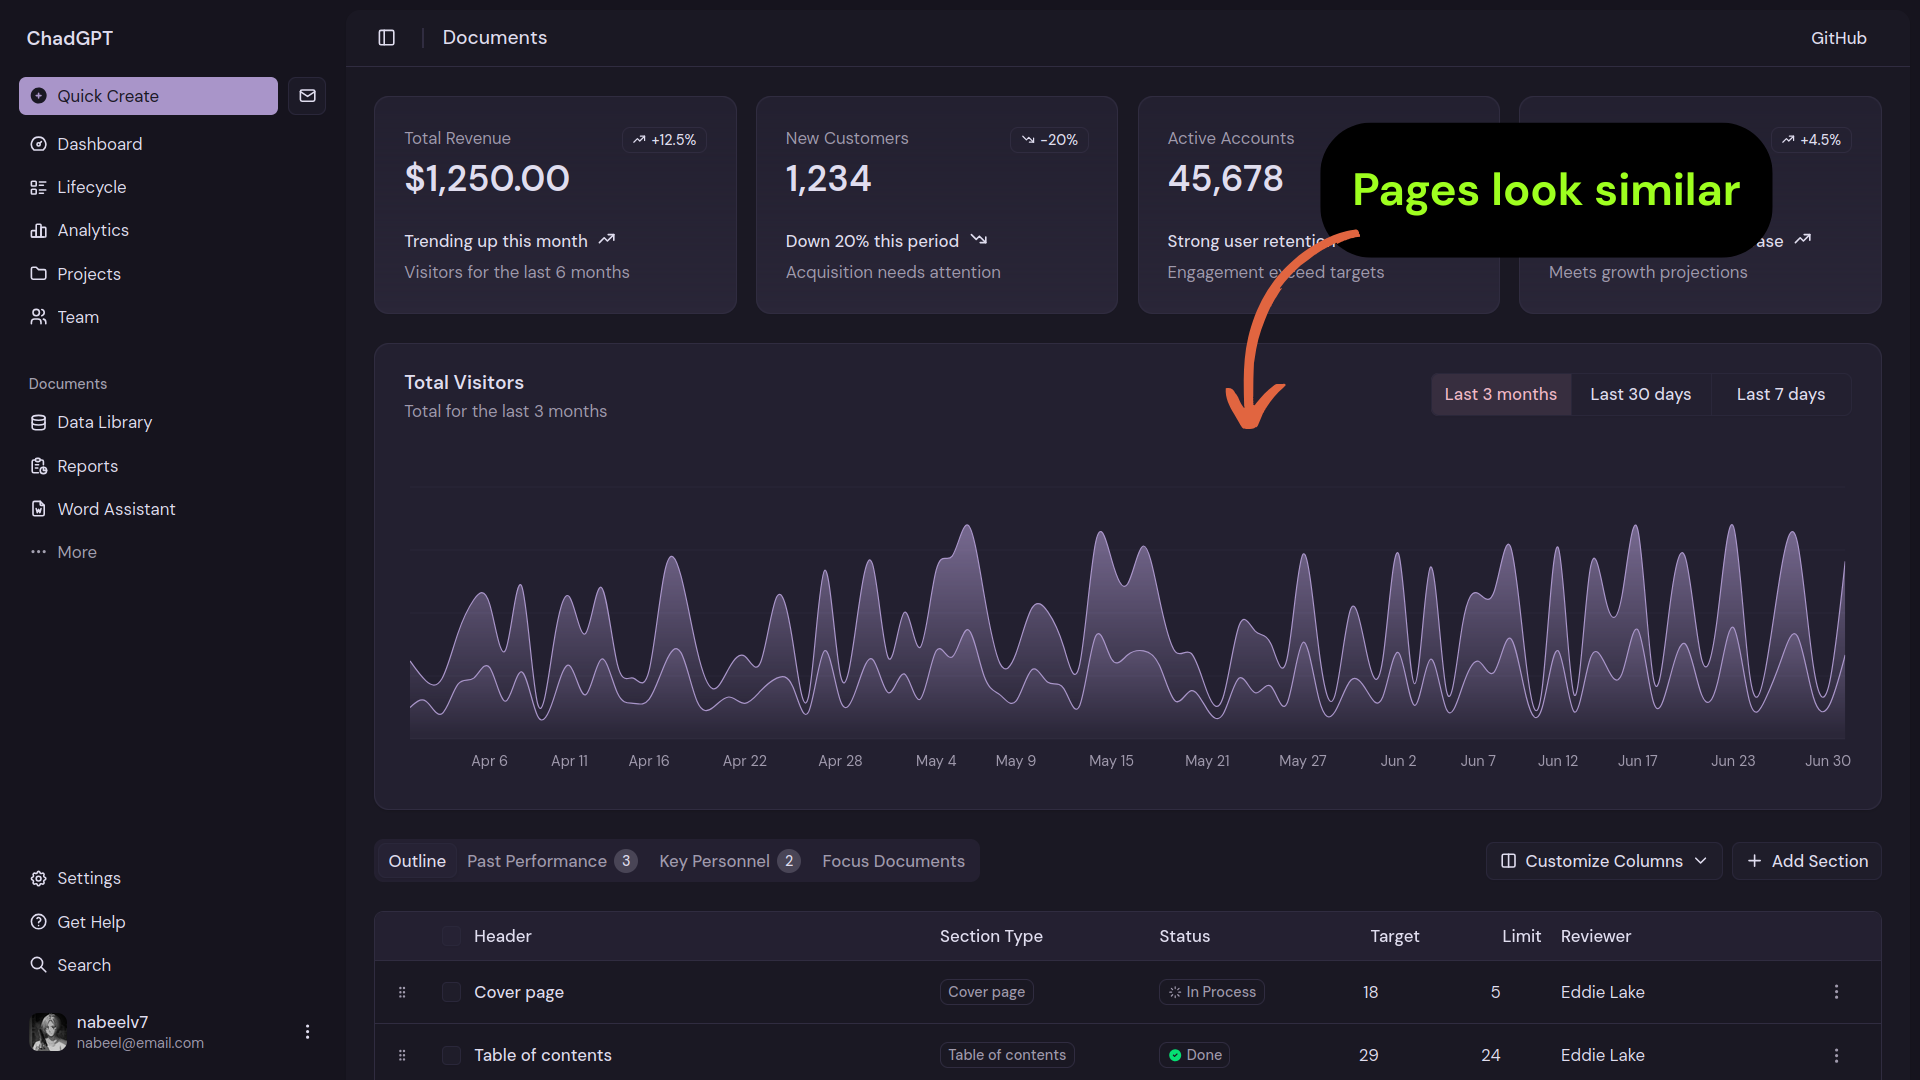 ChadGPT
Quick Create
Dashboard
Lifecycle
Analytics
Projects
Team
Documents
Data Library
Reports
Word Assistant
More
Settings
Get Help
Search
nabeelv7
nabeel@email.com
Documents
GitHub
Total Revenue
+12.5%
$1,250.00
Trending up this month
Visitors for the last 6 months
New Customers
-20%
1,234
Down 20% this period
Acquisition needs attention
Active Accounts
45,678
Strong user retention
Engagement exceed targets
+4.5%
Meets growth projections
Pages look similar
Total Visitors
Total for the last 3 months
Last 3 months Last 30 days Last 7 days
Apr 6 Apr 11 Apr 16 Apr 22 Apr 28 May 4 May 9 May 15 May 21 May 27 Jun 2 Jun 7 Jun 12 Jun 17 Jun 23 Jun 30
Outline Past Performance 3 Key Personnel 2 Focus Documents
Customize Columns Add Section
Header Section Type Status Target Limit Reviewer
Cover page Cover page In Process 18 5 Eddie Lake
Table of contents Table of contents Done 29 24 Eddie Lake